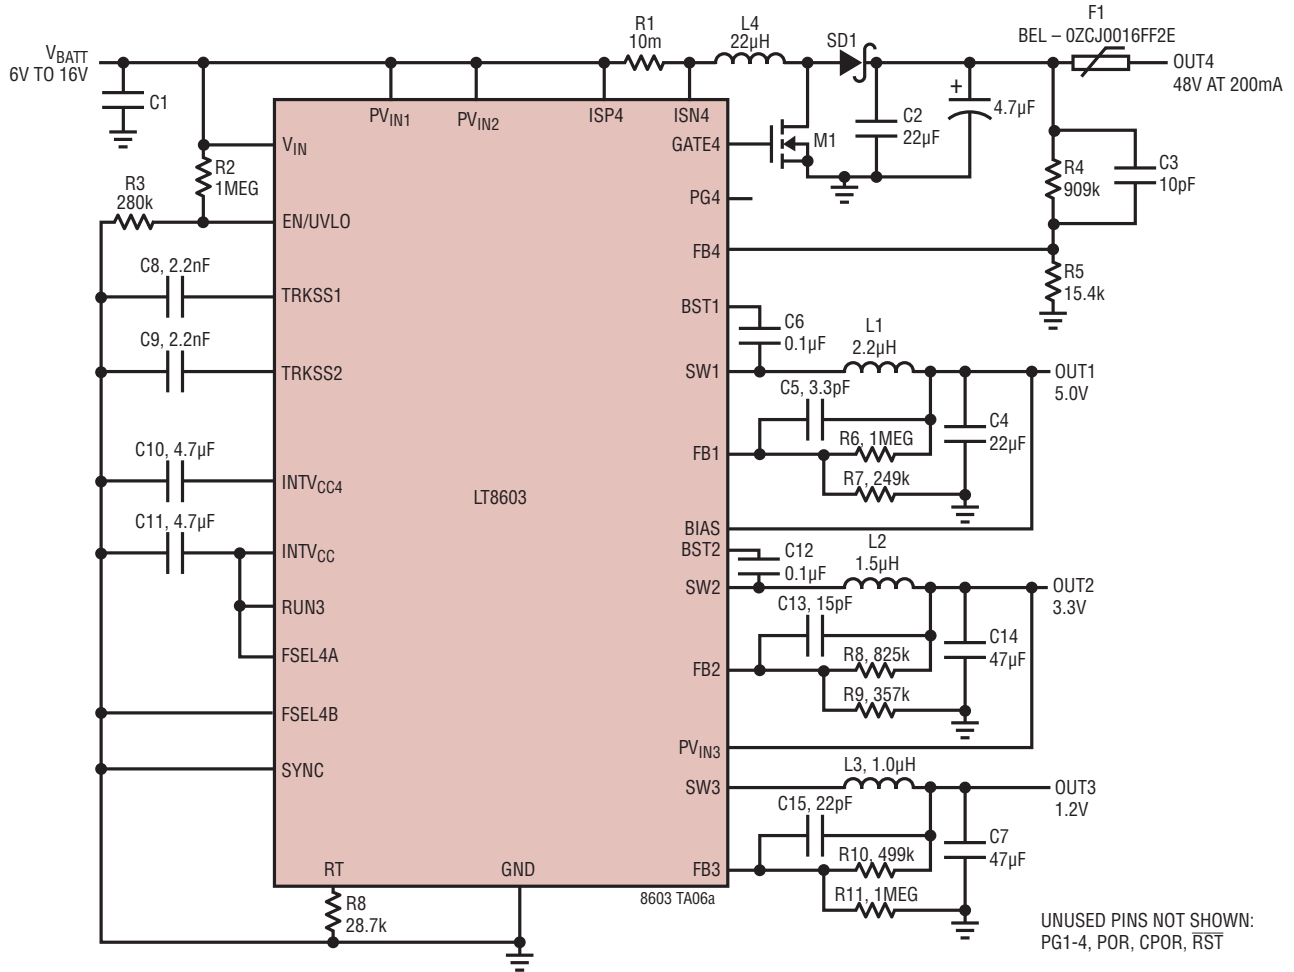 F1
BEL – 0ZCJ0016FF2E
R1
10m
L4
22µH
SD1
OUT4
48V AT 200mA
VBATT
6V TO 16V
C1
PVIN1
PVIN2
ISP4
ISN4
+
4.7µF
C2
22µF
VIN
GATE4
M1
R2
1MEG
R3
280k
R4
909k
C3
10pF
PG4
EN/UVLO
FB4
R5
15.4k
C8, 2.2nF
TRKSS1
BST1
C6
0.1µF
L1
2.2µH
C9, 2.2nF
TRKSS2
SW1
OUT1
5.0V
C5, 3.3pF
C4
22µF
R6, 1MEG
FB1
R7, 249k
C10, 4.7µF
INTVCC4
LT8603
C11, 4.7µF
INTVCC
BIAS
BST2
C12
0.1µF
L2
1.5µH
SW2
OUT2
3.3V
RUN3
C13, 15pF
C14
47µF
FSEL4A
R8, 825k
FB2
R9, 357k
FSEL4B
PVIN3
SYNC
L3, 1.0µH
SW3
OUT3
1.2V
C15, 22pF
C7
47µF
R10, 499k
FB3
R11, 1MEG
RT
GND
8603 TA06a
R8
28.7k
UNUSED PINS NOT SHOWN:
PG1-4, POR, CPOR, RST